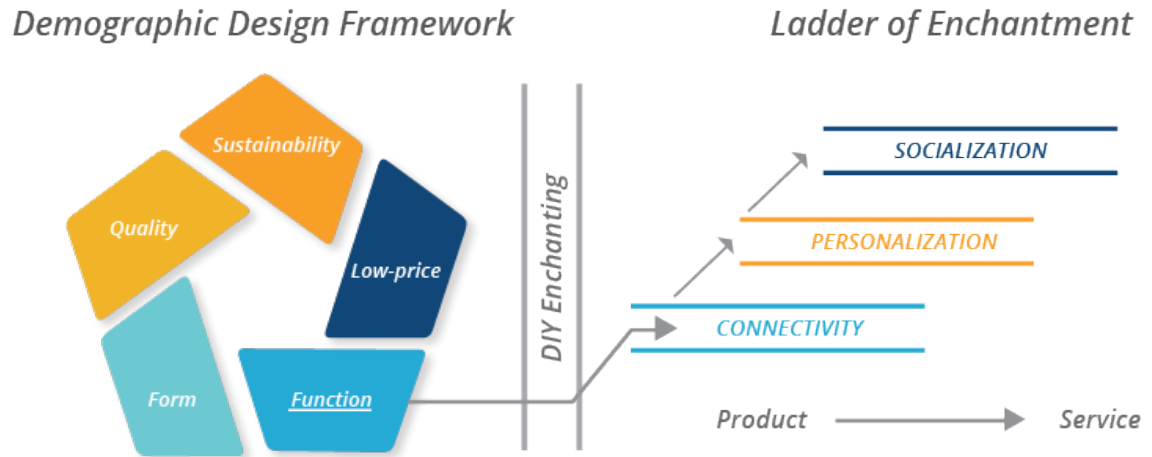 Demographic Design Framework
Ladder of Enchantment
Sustainability
Quality
Low-price
Form
Function
DIY Enchanting
SOCIALIZATION
PERSONALIZATION
CONNECTIVITY
Product
Service